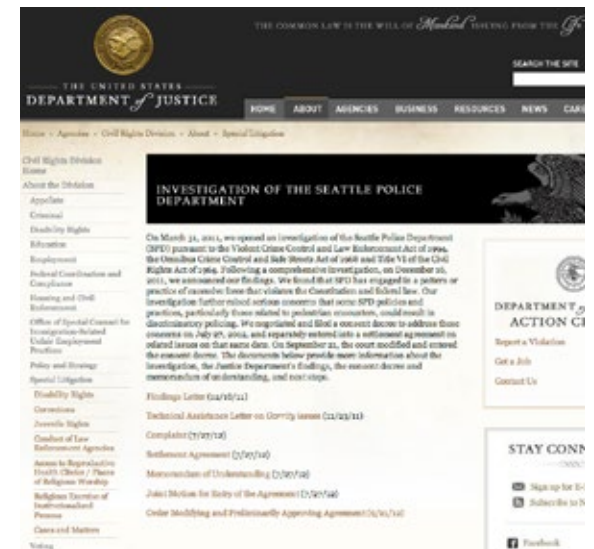 THE COMMON LAW IS THE WILL OF Mankind ISSUING FROM THE
SEARCH THE SITE
THE UNITED STATES
DEPARTMENT of JUSTICE
HOME ABOUT AGENCIES BUSINESS RESOURCES NEWS
Home » Agencies » Civil Rights Division » About » Special Litigation
Civil Rights Division
Home
About the Division
Appellate
Criminal
Disability Rights
Education
Employment
Federal Coordination and
Compliance
Housing and Civil
Enforcement
Office of Special Counsel for
Immigration-Related
Unfair Employment
Practices
Policy and Strategy
Special Litigation
Disability Rights
Corrections
Juvenile Rights
Conduct of Law
Enforcement Agencies
Access to Reproductive
Health Clinics / Places
of Religious Worship
Religious Exercise of
Institutionalized
Persons
Cases and Matters
Voting
INVESTIGATION OF THE SEATTLE POLICE
DEPARTMENT
On March 31, 2011, we opened an investigation of the Seattle Police Department
(SPD) pursuant to the Violent Crime Control and Law Enforcement Act of 1994,
the Omnibus Crime Control and Safe Streets Act of 1968 and Title VI of the Civil
Rights Act of 1964. Following a comprehensive investigation, on December 16,
2011, we announced our findings. We found that SPD has engaged in a pattern or
practice of excessive force that violates the Constitution and federal law. Our
investigation further raised serious concerns that some SPD policies and
practices, particularly those related to pedestrian encounters, could result in
discriminatory policing. We negotiated and filed a consent decree to address these
concerns on July 27, 2012, and separately entered into a settlement agreement on
related issues on that same date. On September 21, the court modified and entered
the consent decree. The documents below provide more information about the
investigation, the Justice Department's findings, the consent decree and
memorandum of understanding, and next steps.
Findings Letter (12/16/11)
Technical Assistance Letter on Garrity Issues (12/23/11)
Complaint (7/27/12)
Settlement Agreement (7/27/12)
Memorandum of Understanding (7/27/12)
Joint Motion for Entry of the Agreement (7/27/12)
Order Modifying and Preliminarily Approving Agreement (9/21/12)
DEPARTMENT
ACTION
Report a Violation
Get a Job
Contact Us
STAY CONN
Sign up for E-
Subscribe to N
Facebook